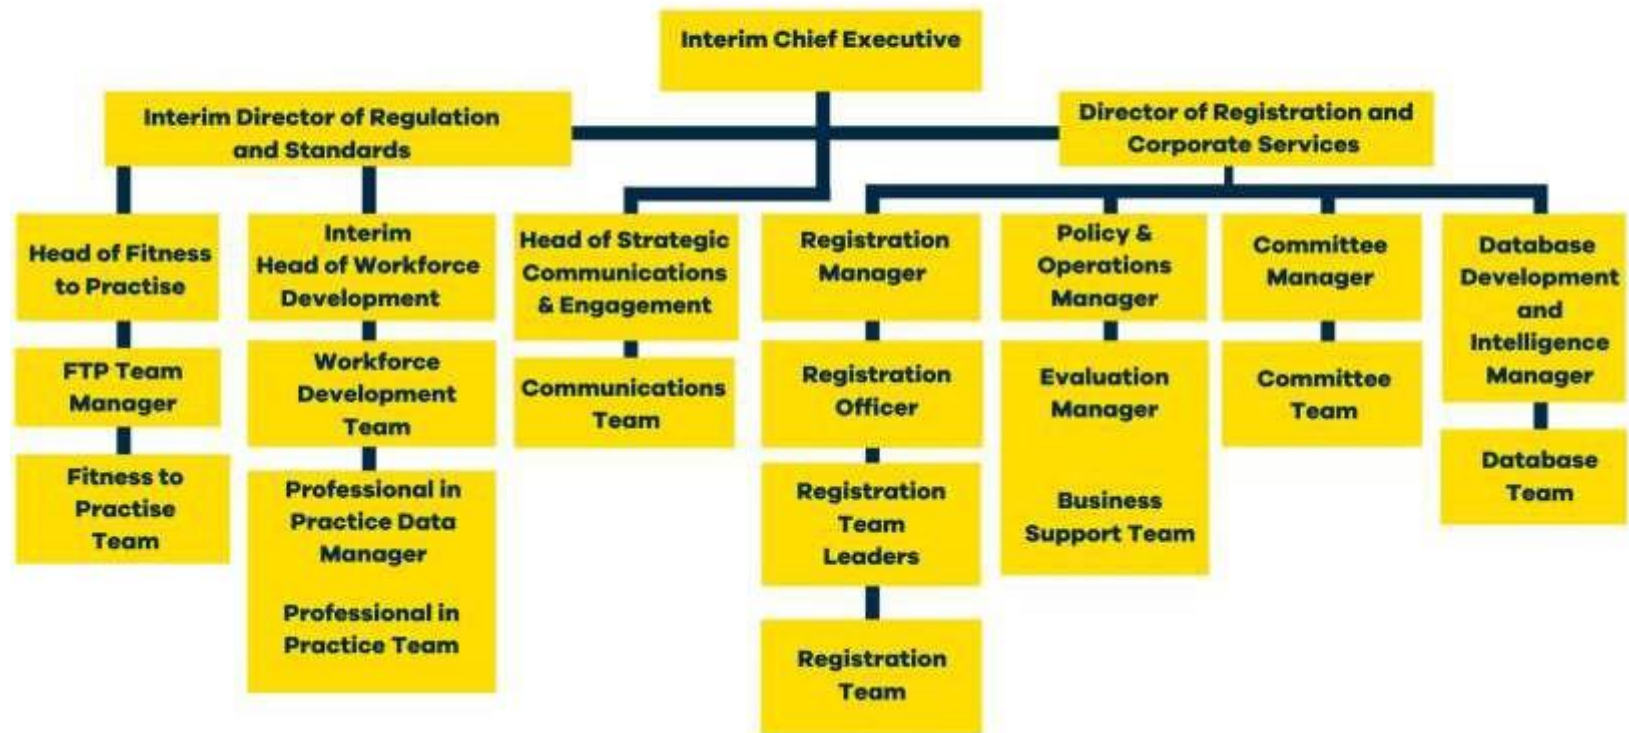 Interim Chief Executive
Interim Director of Regulation
and Standards
Director of Registration and
Corporate Services
Head of Fitness
to Practise
FTP Team
Manager
Fitness to
Practise
Team
Interim
Head of Workforce
Development
Workforce
Development
Team
Professional in
Practice Data
Manager
Professional in
Practice Team
Head of Strategic
Communications
& Engagement
Communications
Team
Registration
Manager
Registration
Officer
Registration
Team
Leaders
Registration
Team
Policy &
Operations
Manager
Evaluation
Manager
Business
Support Team
Committee
Manager
Committee
Team
Database
Development
and
Intelligence
Manager
Database
Team